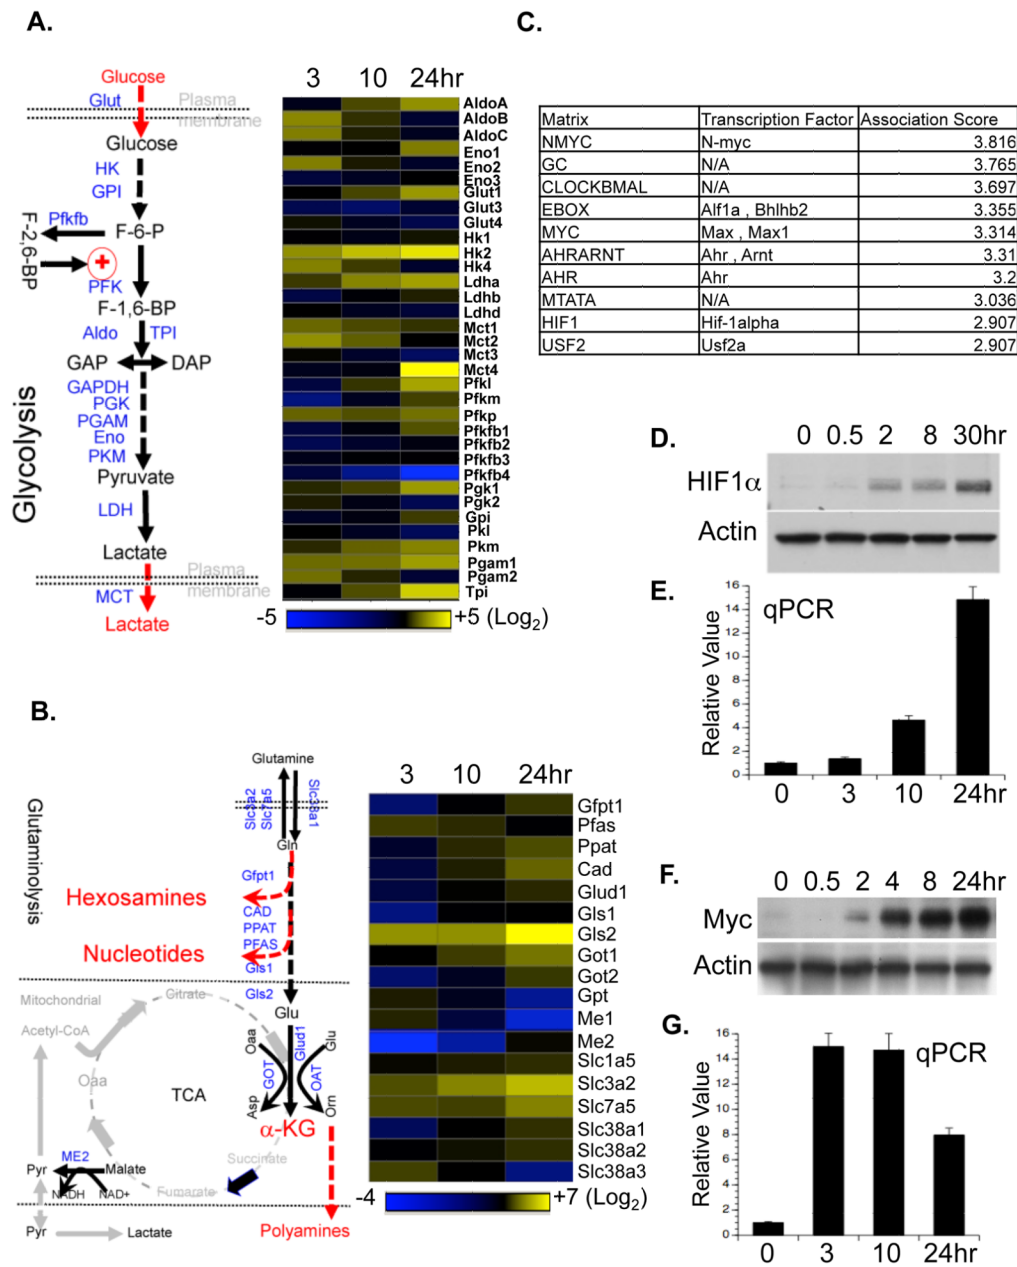 A.
Glucose
Glut
Plasma
membrane
Glucose
HK
GPI
Pfkfb
F-6-P
F-2,6-BP
+
PFK
F-1,6-BP
Aldo
TPI
GAP
DAP
GAPDH
PGK
PGAM
Eno
PKM
Pyruvate
LDH
Lactate
Plasma
membrane
MCT
Lactate
Glycolysis
3 10 24hr
AldoA
AldoB
AldoC
Eno1
Eno2
Eno3
Glut1
Glut3
Glut4
Hk1
Hk2
Hk4
Ldha
Ldhb
Ldhd
Mct1
Mct2
Mct3
Mct4
Pfkl
Pfkm
Pfkp
Pfkfb1
Pfkfb2
Pfkfb3
Pfkfb4
Pgk1
Pgk2
Gpi
Pkl
Pkm
Pgam1
Pgam2
Tpi
-5 +5 (Log2)
B.
Glutaminolysis
Glutamine
Slc3a2
Slc7a5
Slc38a1
Gln
Gfpt1
Hexosamines
CAD
PPAT
PFAS
Nucleotides
Gls1
Mitochondrial
Citrate
Gls2
Glu
Acetyl-CoA
Oaa
Glud1
Glu
Oaa
TCA
GOT
OAT
Asp
Orn
α-KG
Succinate
ME2
Pyr
Malate
NADH
NAD+
Fumarate
Pyr
Lactate
Polyamines
3 10 24hr
Gfpt1
Pfas
Ppat
Cad
Glud1
Gls1
Gls2
Got1
Got2
Gpt
Me1
Me2
Slc1a5
Slc3a2
Slc7a5
Slc38a1
Slc38a2
Slc38a3
-4 +7 (Log2)
C.
Matrix Transcription Factor Association Score
NMYC N-myc 3.816
GC N/A 3.765
CLOCKBMAL N/A 3.697
EBOX Alf1a , Bhlhb2 3.355
MYC Max , Max1 3.314
AHRARNT Ahr , Arnt 3.31
AHR Ahr 3.2
MTATA N/A 3.036
HIF1 Hif-1alpha 2.907
USF2 Usf2a 2.907
D.
0 0.5 2 8 30hr
HIF1α
Actin
E.
qPCR
Relative Value
16
14
12
10
8
6
4
2
0
0 3 10 24hr
F.
0 0.5 2 4 8 24hr
Myc
Actin
G.
qPCR
Relative Value
16
14
12
10
8
6
4
2
0
0 3 10 24hr